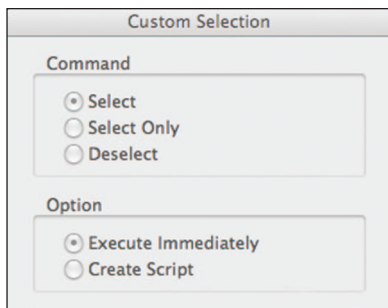 Custom Selection
Command
Select
Select Only
Deselect
Option
Execute Immediately
Create Script